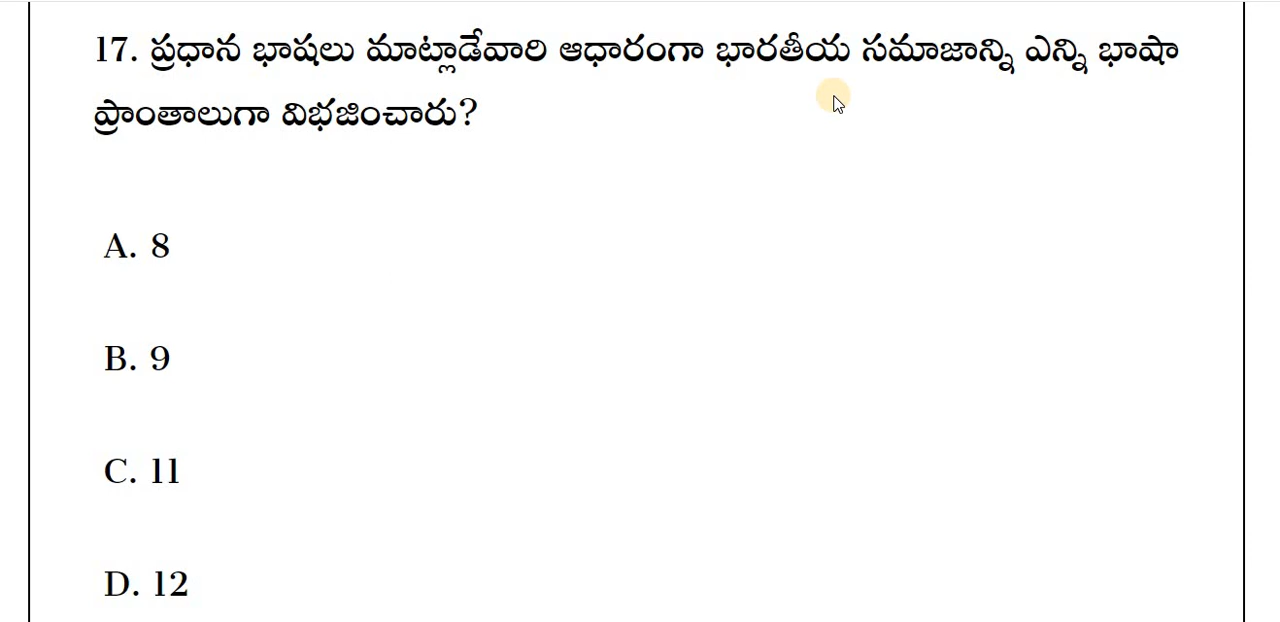 17. ప్రధాన భాషలు మాట్లాడేవారి ఆధారంగా భారతీయ సమాజాన్ని ఎన్ని భాషా
ప్రాంతాలుగా విభజించారు?
A. 8
B. 9
C. 11
D. 12